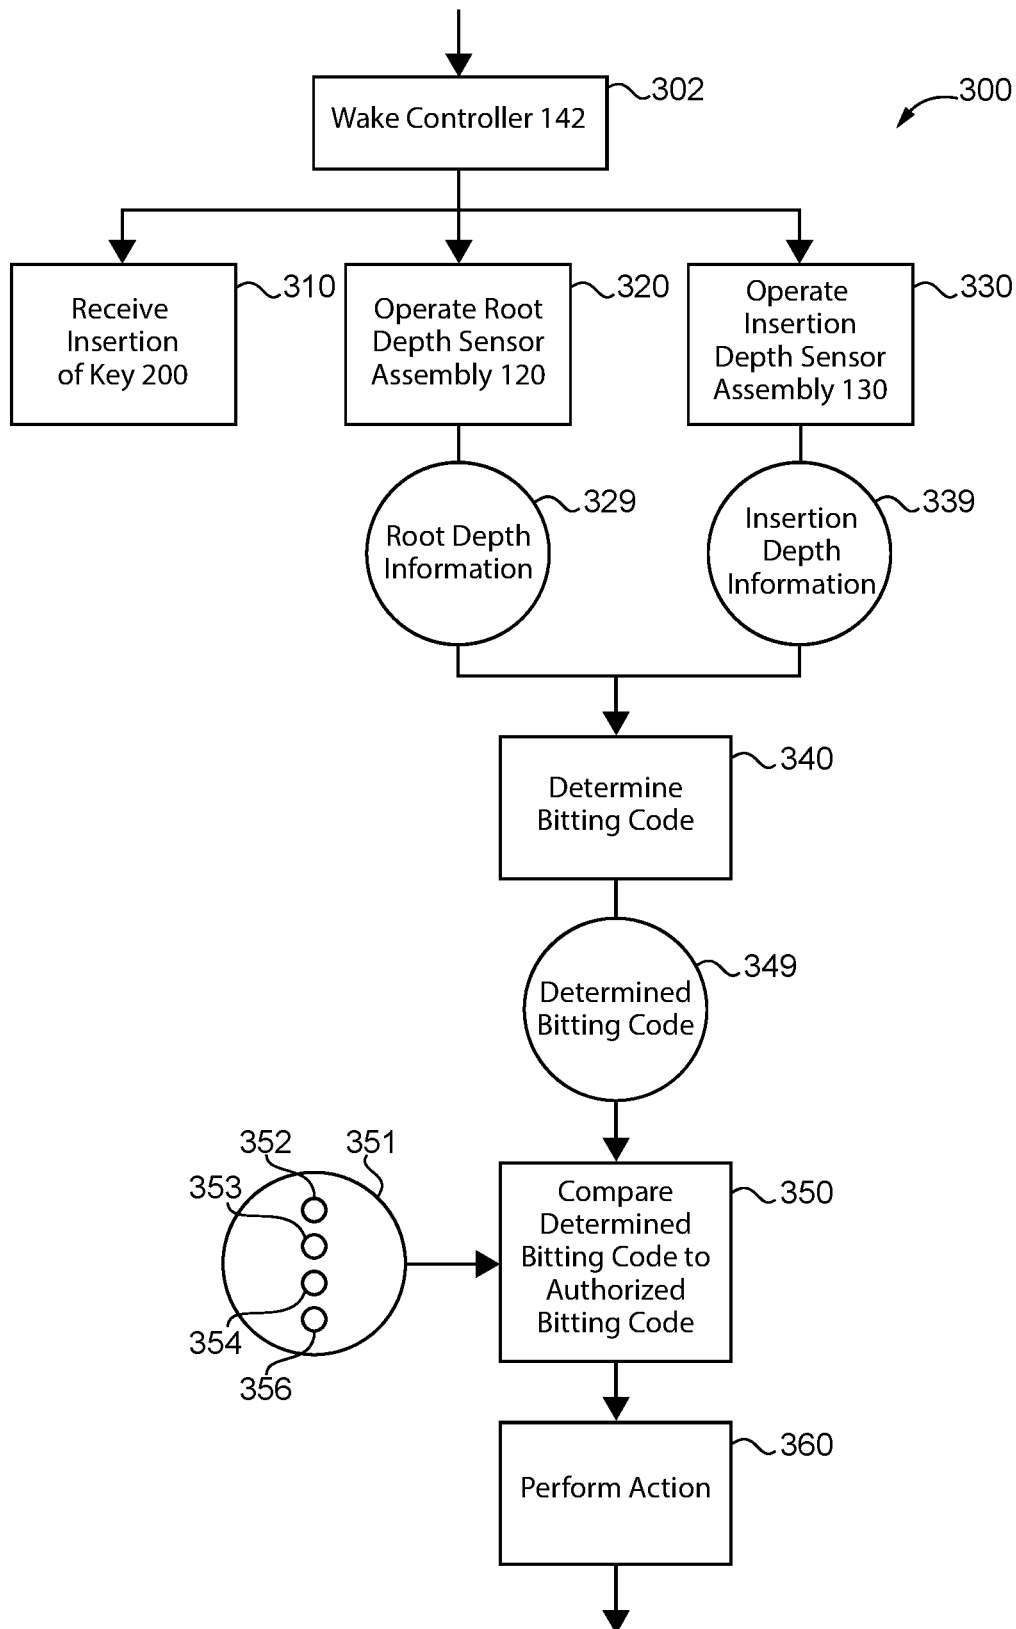 302
300
Wake Controller 142
310
320
330
Receive
Insertion
of Key 200
Operate Root
Depth Sensor
Assembly 120
Operate
Insertion
Depth Sensor
Assembly 130
329
339
Root Depth
Information
Insertion
Depth
Information
340
Determine
Bitting Code
349
Determined
Bitting Code
352
351
353
354
356
350
Compare
Determined
Bitting Code to
Authorized
Bitting Code
360
Perform Action